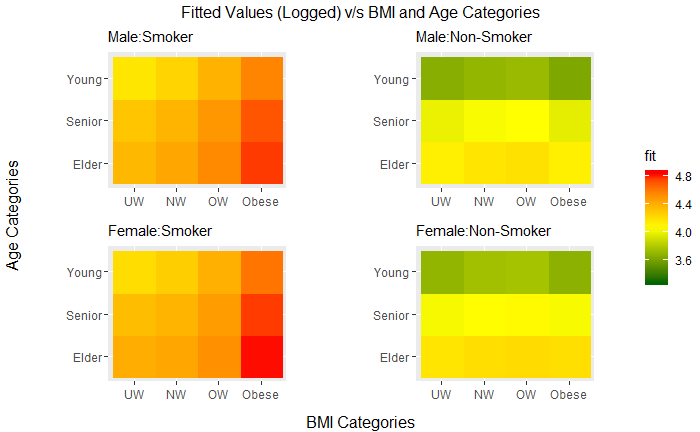 Fitted Values (Logged) v/s BMI and Age Categories
Male:Smoker
Male:Non-Smoker
Young
Senior
Elder
UW NW OW Obese
Young
Senior
Elder
UW NW OW Obese
Female:Smoker
Female:Non-Smoker
Young
Senior
Elder
UW NW OW Obese
Young
Senior
Elder
UW NW OW Obese
Age Categories
BMI Categories
fit
4.8
4.4
4.0
3.6